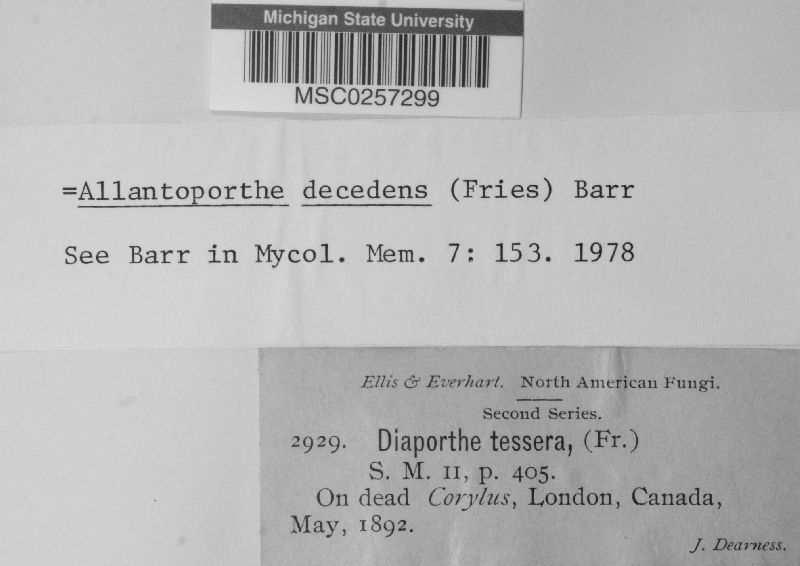 Michigan State University
MSC0257299
=Allantoporthe decedens (Fries) Barr
See Barr in Mycol. Mem. 7: 153. 1978
Ellis & Everhart. North American Fungi.
Second Series.
2929. Diaporthe tessera, (Fr.)
S. M. II, p. 405.
On dead Corylus, London, Canada,
May, 1892.
J. Dearness.